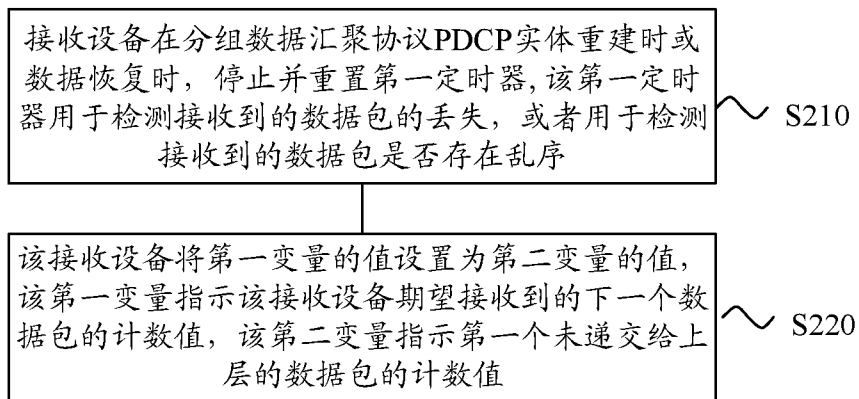 接收设备在分组数据汇聚协议PDCP实体重建时或
数据恢复时，停止并重置第一定时器,该第一定时
器用于检测接收到的数据包的丢失，或者用于检测
接收到的数据包是否存在乱序
S210
该接收设备将第一变量的值设置为第二变量的值，
该第一变量指示该接收设备期望接收到的下一个数
据包的计数值，该第二变量指示第一个未递交给上
层的数据包的计数值
S220